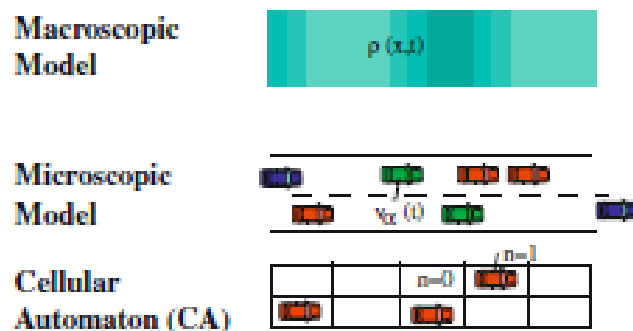 Macroscopic
Model
ρ (x,t)
Microscopic
Model
vα (t)
Cellular
Automaton (CA)
n=1
n=0